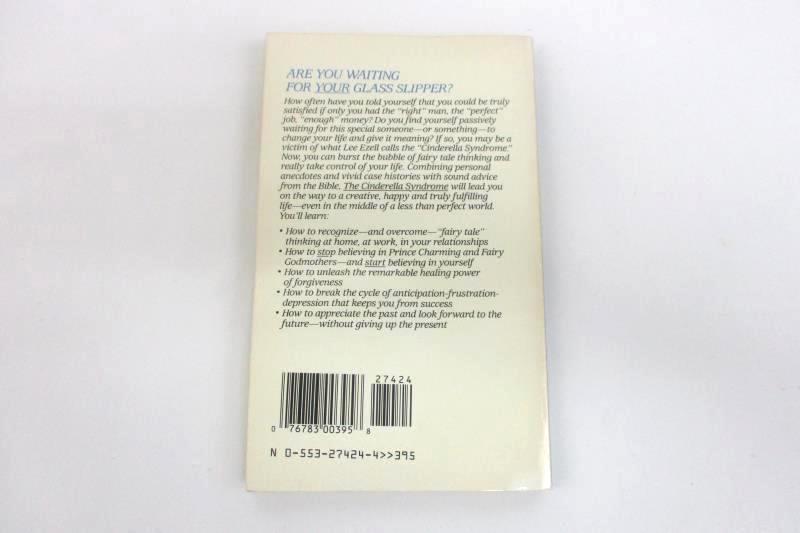 ARE YOU WAITING
FOR YOUR GLASS SLIPPER?
How often have you told yourself that you could be truly
satisfied if only you had the "right" man, the "perfect"
job, "enough" money? Do you find yourself passively
waiting for this special someone—or something—to
change your life and give it meaning? If so, you may be a
victim of what Lee Ezell calls the "Cinderella Syndrome."
Now, you can burst the bubble of fairy tale thinking and
really take control of your life. Combining personal
anecdotes and vivid case histories with sound advice
from the Bible, The Cinderella Syndrome will lead you
on the way to a creative, happy and truly fulfilling
life—even in the middle of a less than perfect world.
You'll learn:
• How to recognize—and overcome—"fairy tale"
thinking at home, at work, in your relationships
• How to stop believing in Prince Charming and Fairy
Godmothers—and start believing in yourself
• How to unleash the remarkable healing power
of forgiveness
• How to break the cycle of anticipation-frustration-
depression that keeps you from success
• How to appreciate the past and look forward to the
future—without giving up the present
27424
0 76783 00395 8
N 0-553-27424-4>>395